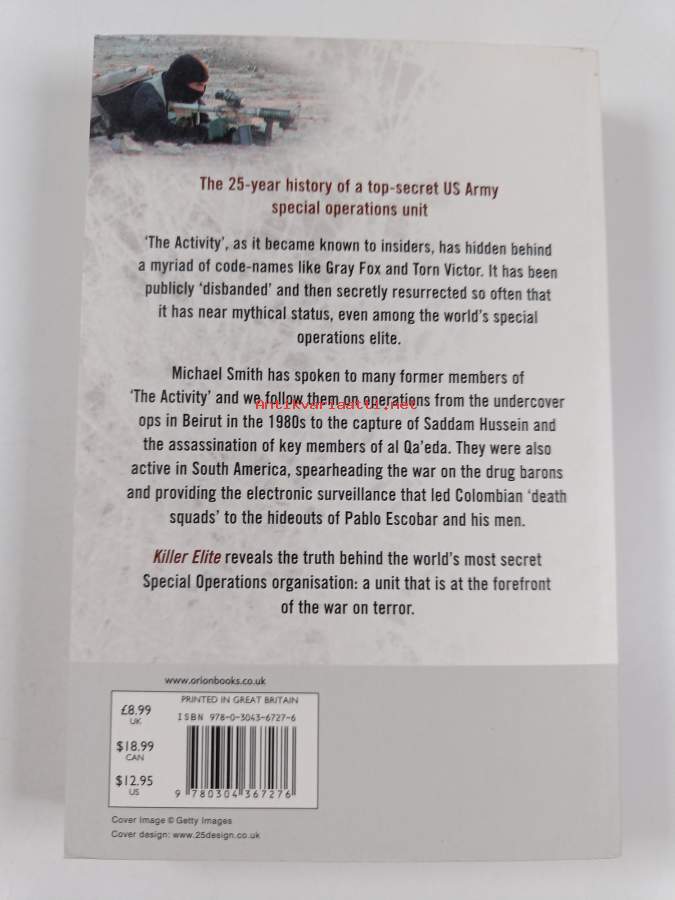 The 25-year history of a top-secret US Army
special operations unit
'The Activity', as it became known to insiders, has hidden behind
a myriad of code-names like Gray Fox and Torn Victor. It has been
publicly 'disbanded' and then secretly resurrected so often that
it has near mythical status, even among the world's special
operations elite.
Michael Smith has spoken to many former members of
'The Activity' and we follow them on operations from the undercover
Antikvariaatti.net
ops in Beirut in the 1980s to the capture of Saddam Hussein and
the assassination of key members of al Qa'eda. They were also
active in South America, spearheading the war on the drug barons
and providing the electronic surveillance that led Colombian 'death
squads' to the hideouts of Pablo Escobar and his men.
Killer Elite reveals the truth behind the world's most secret
Special Operations organisation: a unit that is at the forefront
of the war on terror.
www.orionbooks.co.uk
£8.99
UK
$18.99
CAN
$12.95
US
PRINTED IN GREAT BRITAIN
ISBN 978-0-3043-6727-6
9 780304 367276
Cover Image © Getty Images
Cover design: www.25design.co.uk